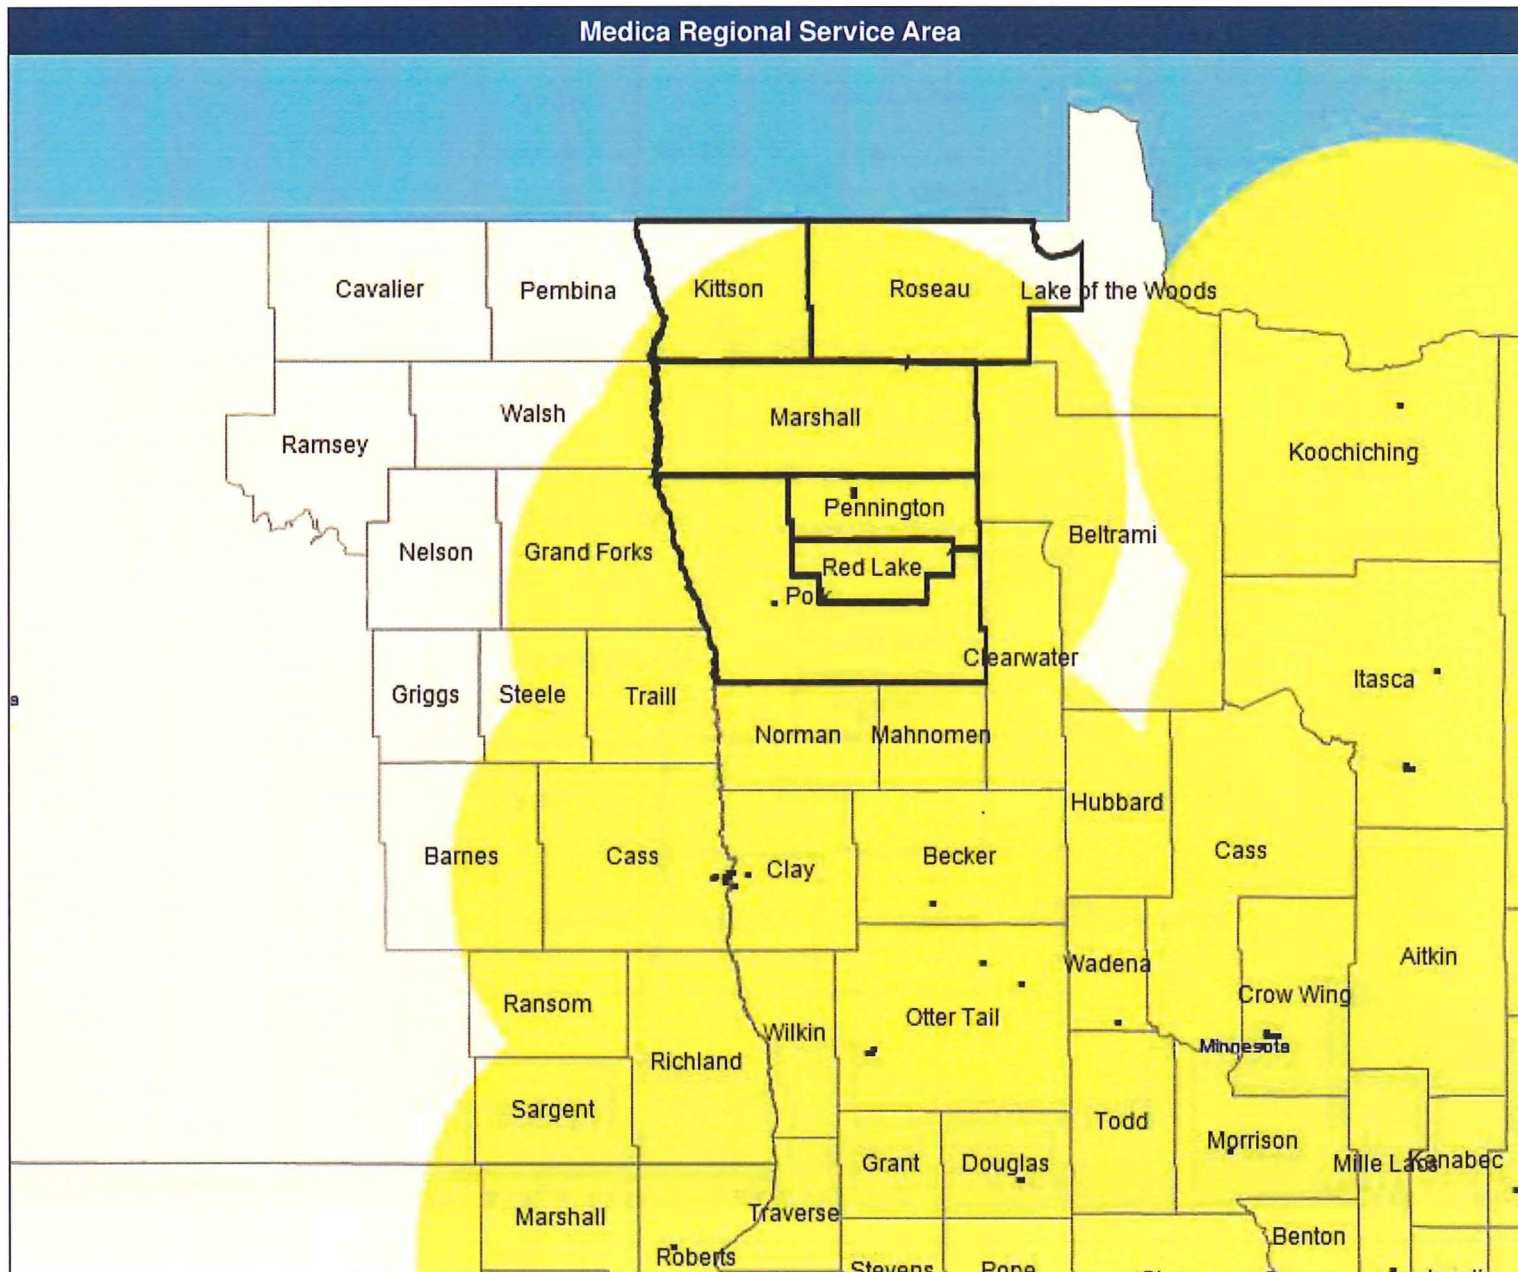 Medica Regional Service Area
Cavalier
Pembina
Kittson
Roseau
Lake of the Woods
Walsh
Marshall
Ramsey
Koochiching
Pennington
Nelson
Grand Forks
Beltrami
Red Lake
Polk
Clearwater
Griggs
Steele
Traill
Itasca
Norman
Mahnomen
Hubbard
Barnes
Cass
Clay
Becker
Cass
Aitkin
Wadena
Crow Wing
Ransom
Otter Tail
Wilkin
Minnesota
Richland
Sargent
Todd
Morrison
Grant
Douglas
Mille Lacs
Kanabec
Marshall
Traverse
Benton
Roberts
Stevens
Pope